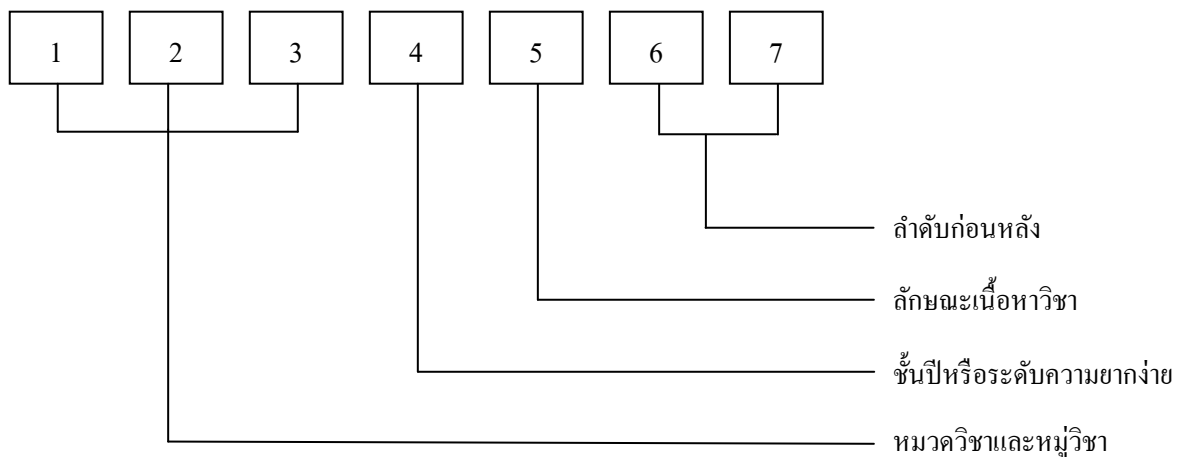 1 2 3 4 5 6 7
ลำดับก่อนหลัง
ลักษณะเนื้อหาวิชา
ชั้นปีหรือระดับความยากง่าย
หมวดวิชาและหมู่วิชา